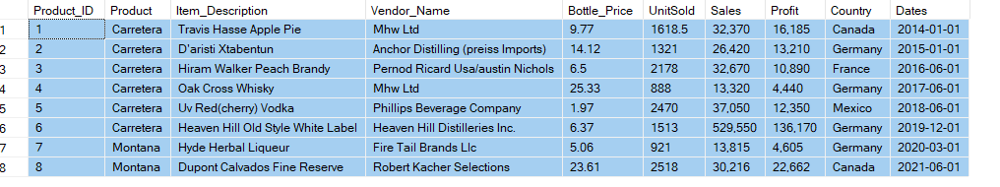 Product_ID Product Item_Description Vendor_Name Bottle_Price UnitSold Sales Profit Country Dates
1 1 Carretera Travis Hasse Apple Pie Mhw Ltd 9.77 1618.5 32,370 16,185 Canada 2014-01-01
2 2 Carretera D'aristi Xtabentun Anchor Distilling (preiss Imports) 14.12 1321 26,420 13,210 Germany 2015-01-01
3 3 Carretera Hiram Walker Peach Brandy Pernod Ricard Usa/austin Nichols 6.5 2178 32,670 10,890 France 2016-06-01
4 4 Carretera Oak Cross Whisky Mhw Ltd 25.33 888 13,320 4,440 Germany 2017-06-01
5 5 Carretera Uv Red(cherry) Vodka Phillips Beverage Company 1.97 2470 37,050 12,350 Mexico 2018-06-01
6 6 Carretera Heaven Hill Old Style White Label Heaven Hill Distilleries Inc. 6.37 1513 529,550 136,170 Germany 2019-12-01
7 7 Montana Hyde Herbal Liqueur Fire Tail Brands Llc 5.06 921 13,815 4,605 Germany 2020-03-01
8 8 Montana Dupont Calvados Fine Reserve Robert Kacher Selections 23.61 2518 30,216 22,662 Canada 2021-06-01